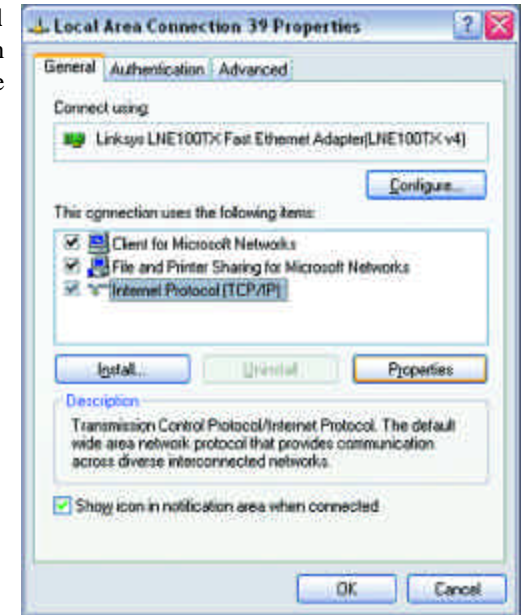 Local Area Connection 39 Properties
General Authentication Advanced
Connect using:
Linksys LNE100TX Fast Ethernet Adapter(LNE100TX v4)
Configure...
This connection uses the following items:
Client for Microsoft Networks
File and Printer Sharing for Microsoft Networks
Internet Protocol (TCP/IP)
Install... Uninstall Properties
Description
Transmission Control Protocol/Internet Protocol. The default
wide area network protocol that provides communication
across diverse interconnected networks.
Show icon in notification area when connected
OK Cancel